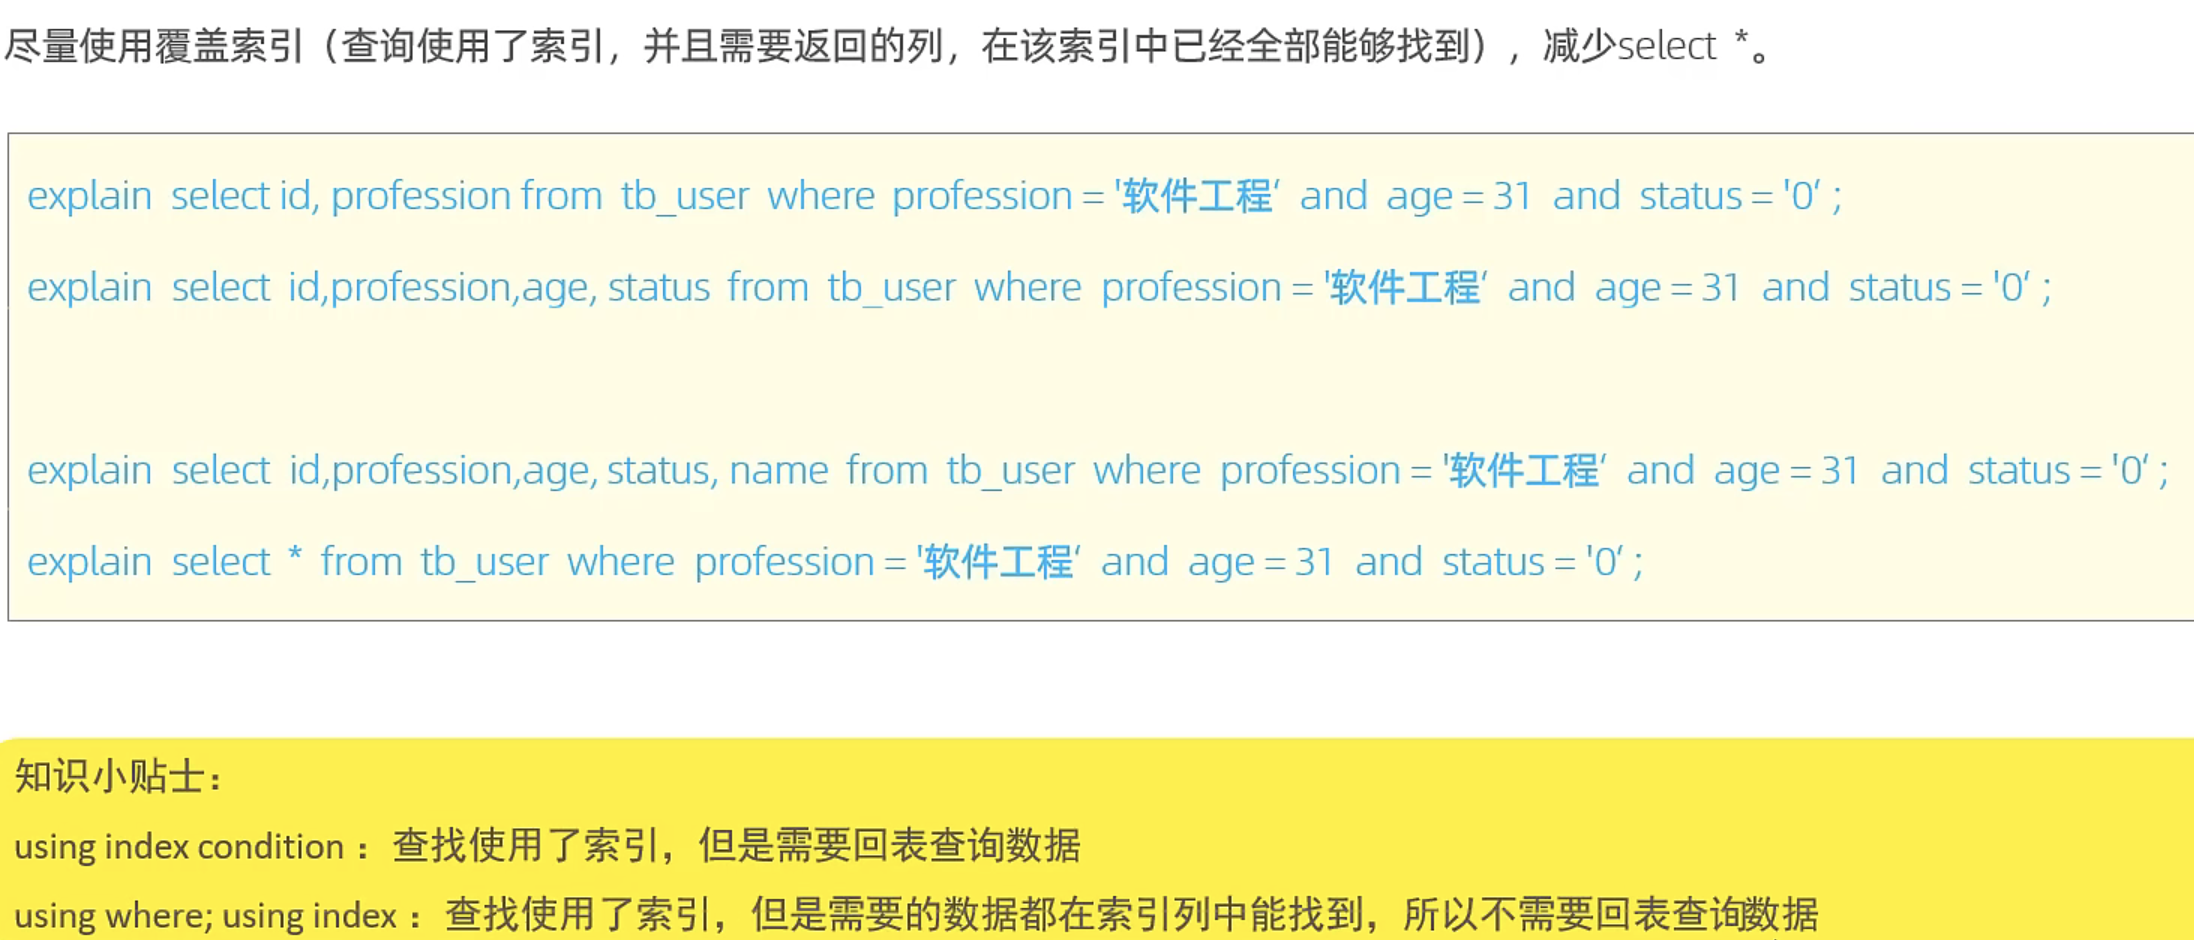 尽量使用覆盖索引（查询使用了索引，并且需要返回的列，在该索引中已经全部能够找到），减少select *。
explain select id, profession from tb_user where profession = '软件工程‘ and age = 31 and status = '0‘ ;
explain select id,profession,age, status from tb_user where profession = '软件工程‘ and age = 31 and status = '0‘ ;
explain select id,profession,age, status, name from tb_user where profession = '软件工程‘ and age = 31 and status = '0‘ ;
explain select * from tb_user where profession = '软件工程‘ and age = 31 and status = '0‘ ;
知识小贴士：
using index condition ：查找使用了索引，但是需要回表查询数据
using where; using index ：查找使用了索引，但是需要的数据都在索引列中能找到，所以不需要回表查询数据